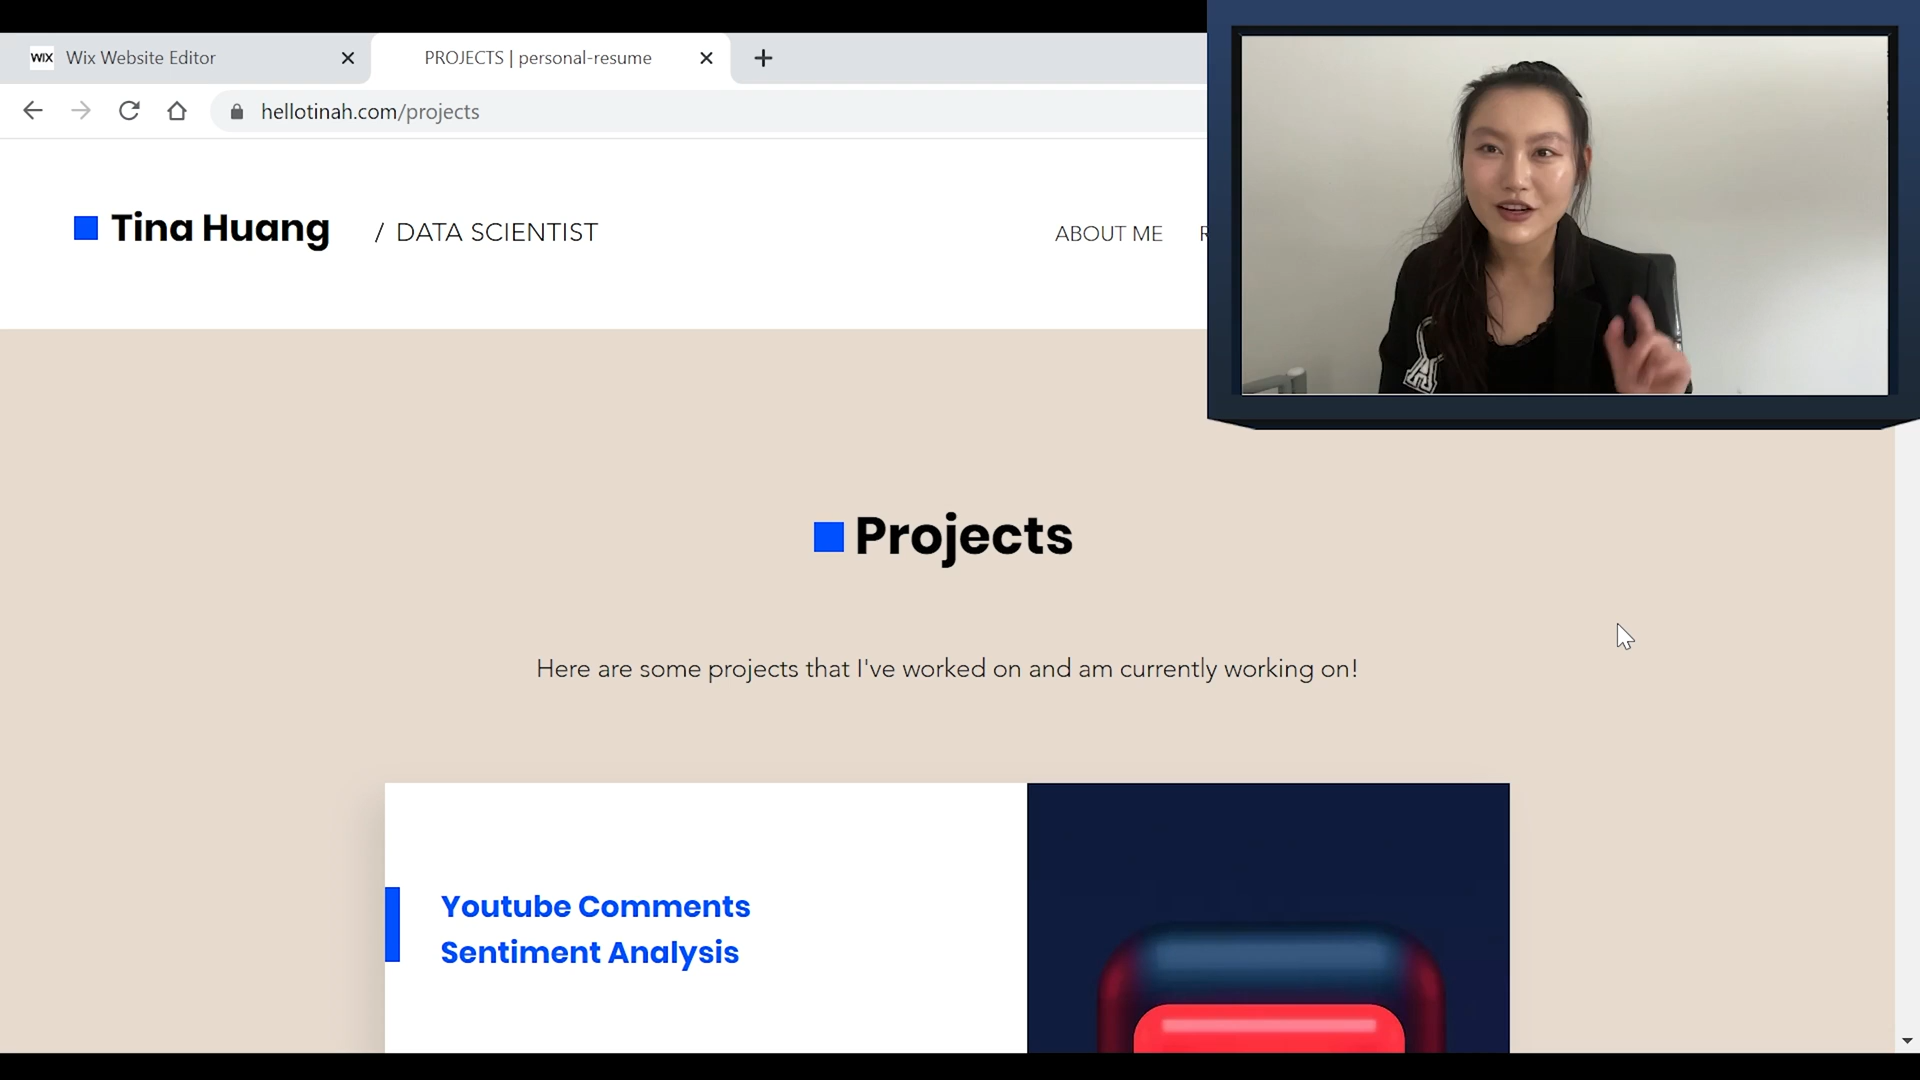 WIX Wix Website Editor
PROJECTS | personal-resume
hellotinah.com/projects
Tina Huang / DATA SCIENTIST
ABOUT ME
Projects
Here are some projects that I've worked on and am currently working on!
Youtube Comments
Sentiment Analysis